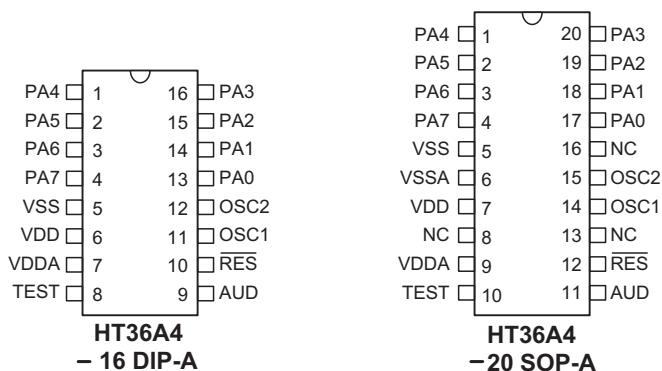 PA4 1 16 PA3
PA5 2 15 PA2
PA6 3 14 PA1
PA7 4 13 PA0
VSS 5 12 OSC2
VDD 6 11 OSC1
VDDA 7 10 RES
TEST 8 9 AUD
HT36A4
– 16 DIP-A
PA4 1 20 PA3
PA5 2 19 PA2
PA6 3 18 PA1
PA7 4 17 PA0
VSS 5 16 NC
VSSA 6 15 OSC2
VDD 7 14 OSC1
NC 8 13 NC
VDDA 9 12 RES
TEST 10 11 AUD
HT36A4
–20 SOP-A